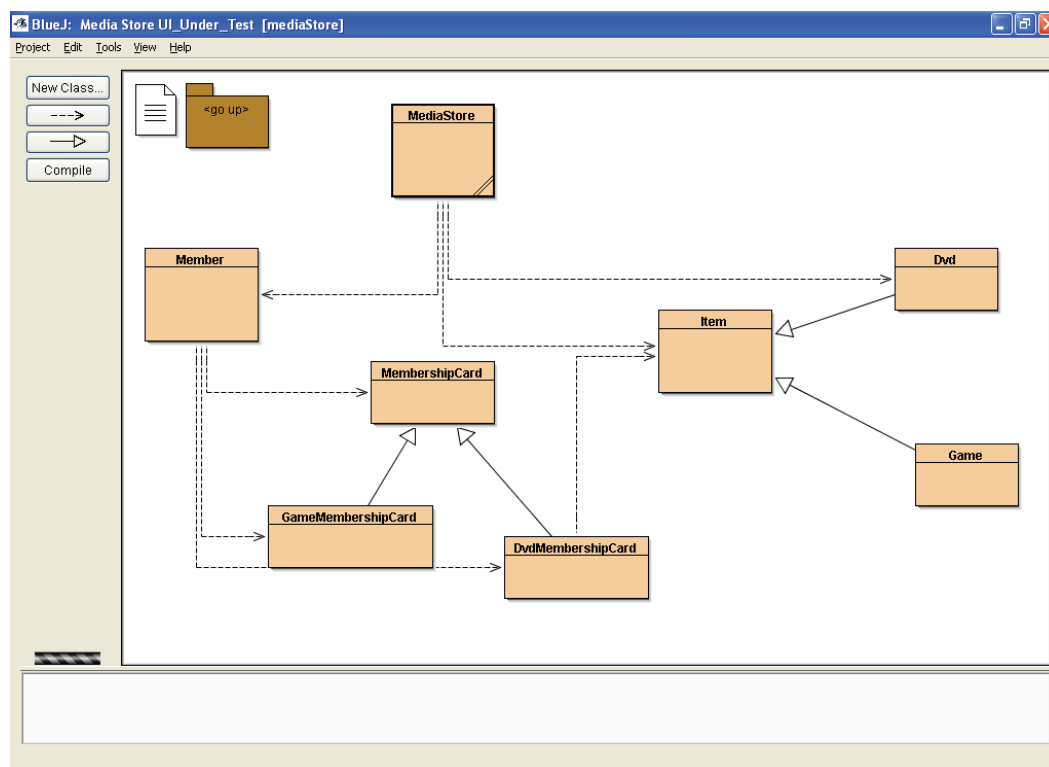 BlueJ: Media Store UI_Under_Test [mediaStore]
Project Edit Tools View Help
New Class...
Compile
<go up>
MediaStore
Member
Dvd
Item
MembershipCard
Game
GameMembershipCard
DvdMembershipCard